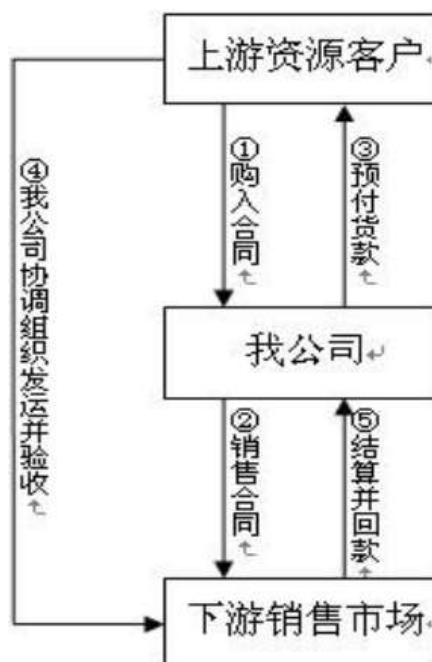 上游资源客户
①购入合同
③预付货款
④我公司协调组织发运并验收
我公司
②销售合同
⑤结算并回款
下游销售市场